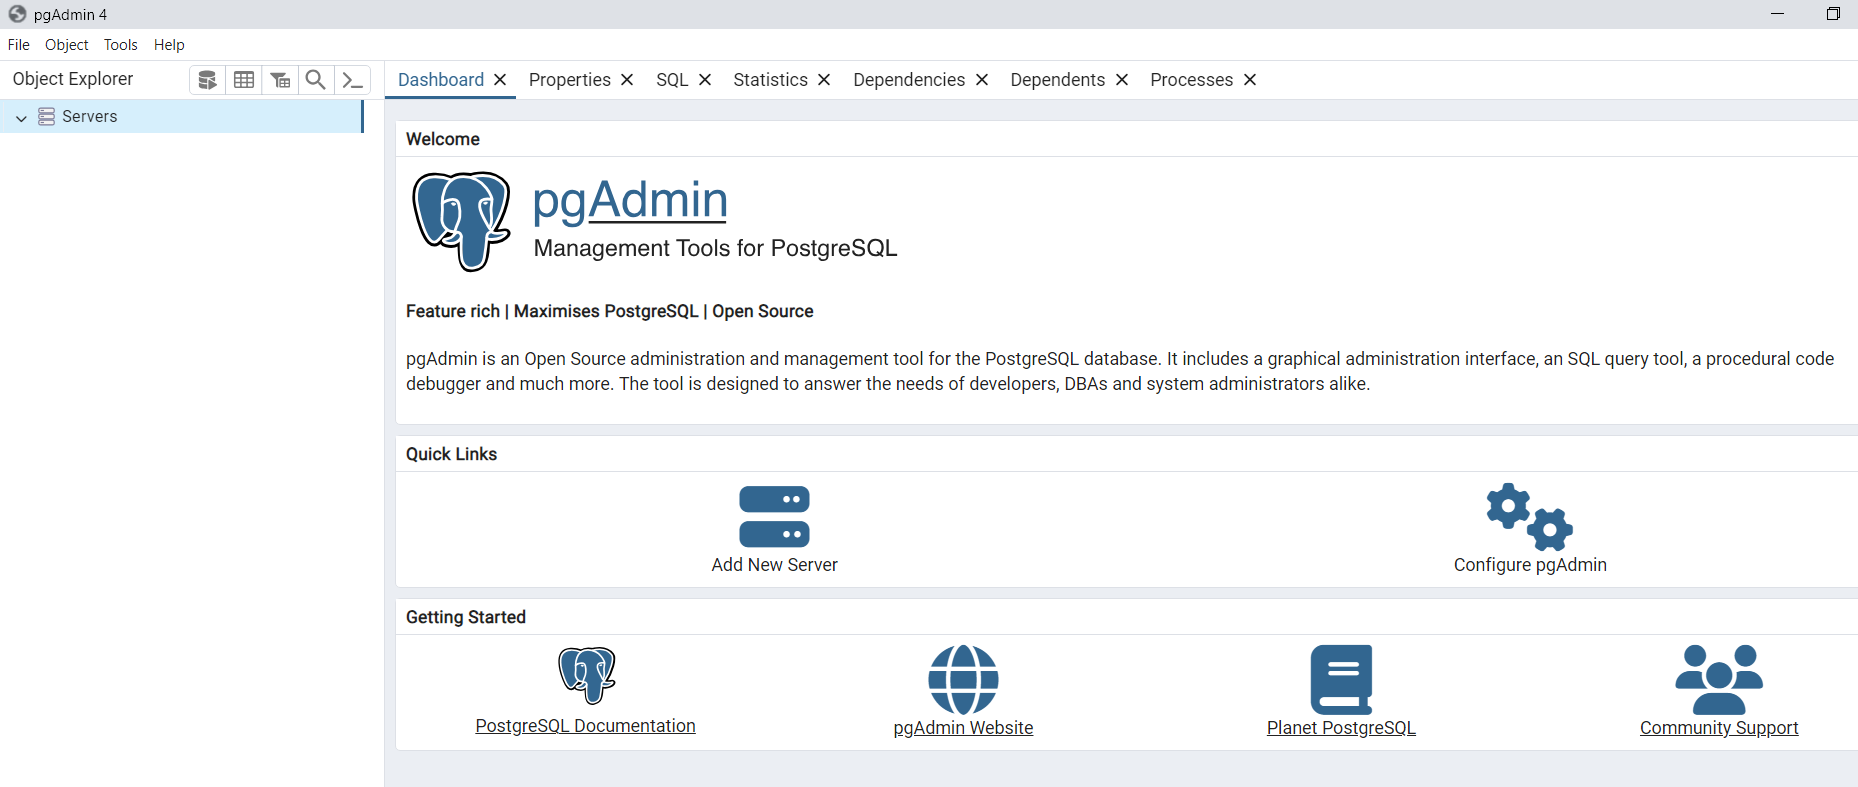 pgAdmin 4
File Object Tools Help
Object Explorer
Servers
Dashboard Properties SQL Statistics Dependencies Dependents Processes
Welcome
pgAdmin
Management Tools for PostgreSQL
Feature rich | Maximises PostgreSQL | Open Source
pgAdmin is an Open Source administration and management tool for the PostgreSQL database. It includes a graphical administration interface, an SQL query tool, a procedural code
debugger and much more. The tool is designed to answer the needs of developers, DBAs and system administrators alike.
Quick Links
Add New Server
Configure pgAdmin
Getting Started
PostgreSQL Documentation
pgAdmin Website
Planet PostgreSQL
Community Support